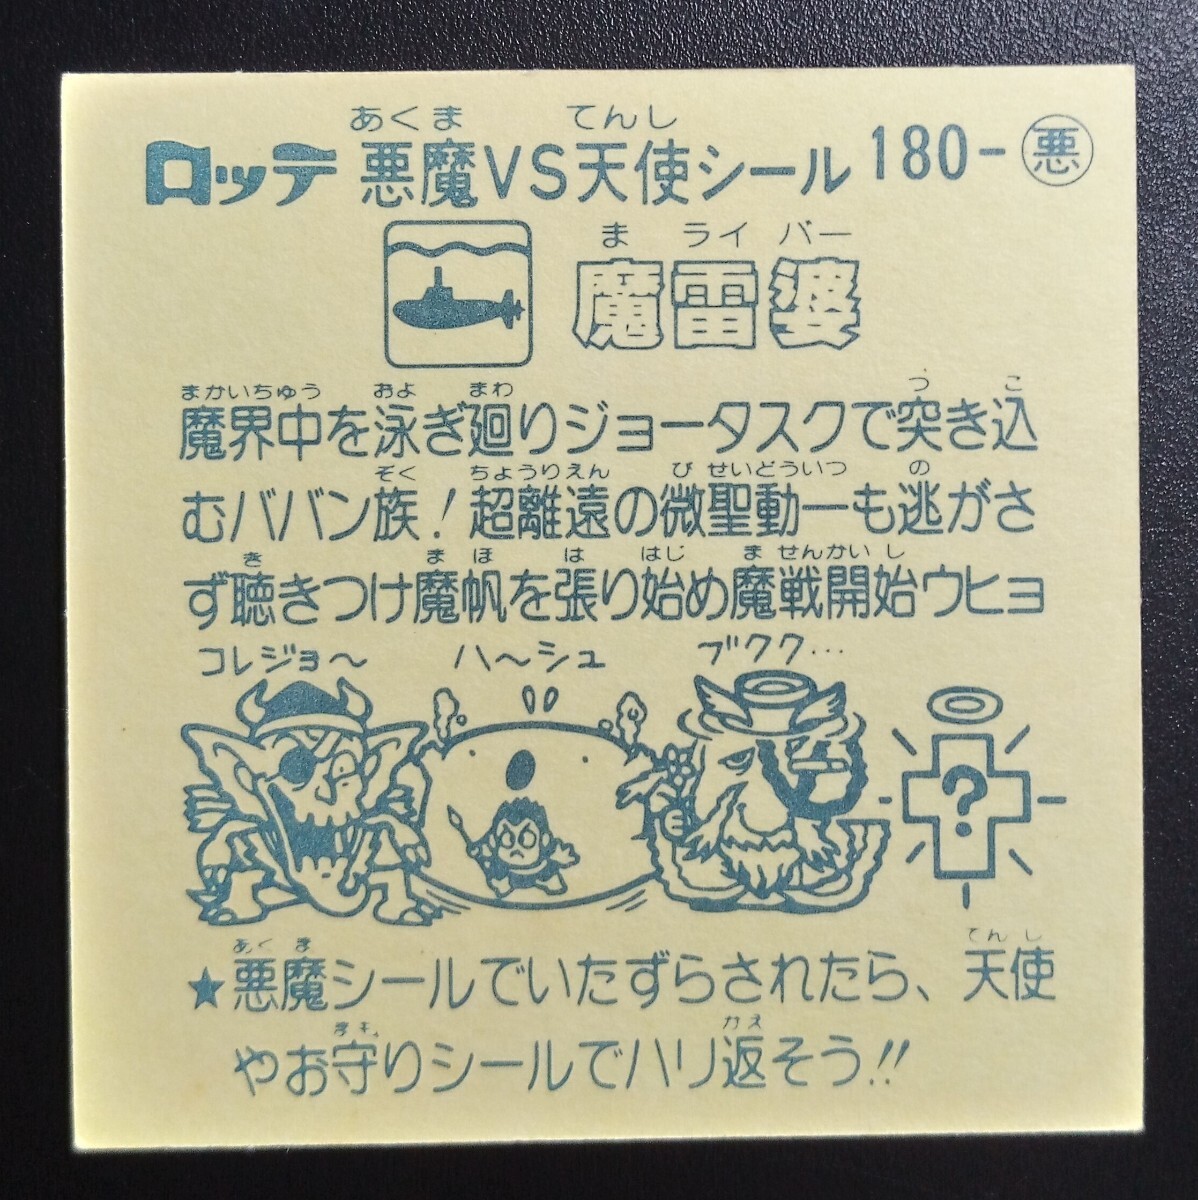 あくま てんし
ロッテ 悪魔VS天使シール 180-悪
ま ライ バー
魔雷婆
まかいちゅう およ まわ つ こ
魔界中を泳ぎ廻りジョータスクで突き込
ぞく ちょうりえん び せいどういつ の
むババン族！超離遠の微聖動一も逃がさ
き ま ほ は はじ ま せんかい し
ず聴きつけ魔帆を張り始め魔戦開始ウヒョ
コレジョ〜 ハ〜シュ ブクク…
?
あく ま てん し
★悪魔シールでいたずらされたら、天使
まも かえ
やお守りシールでハリ返そう!!